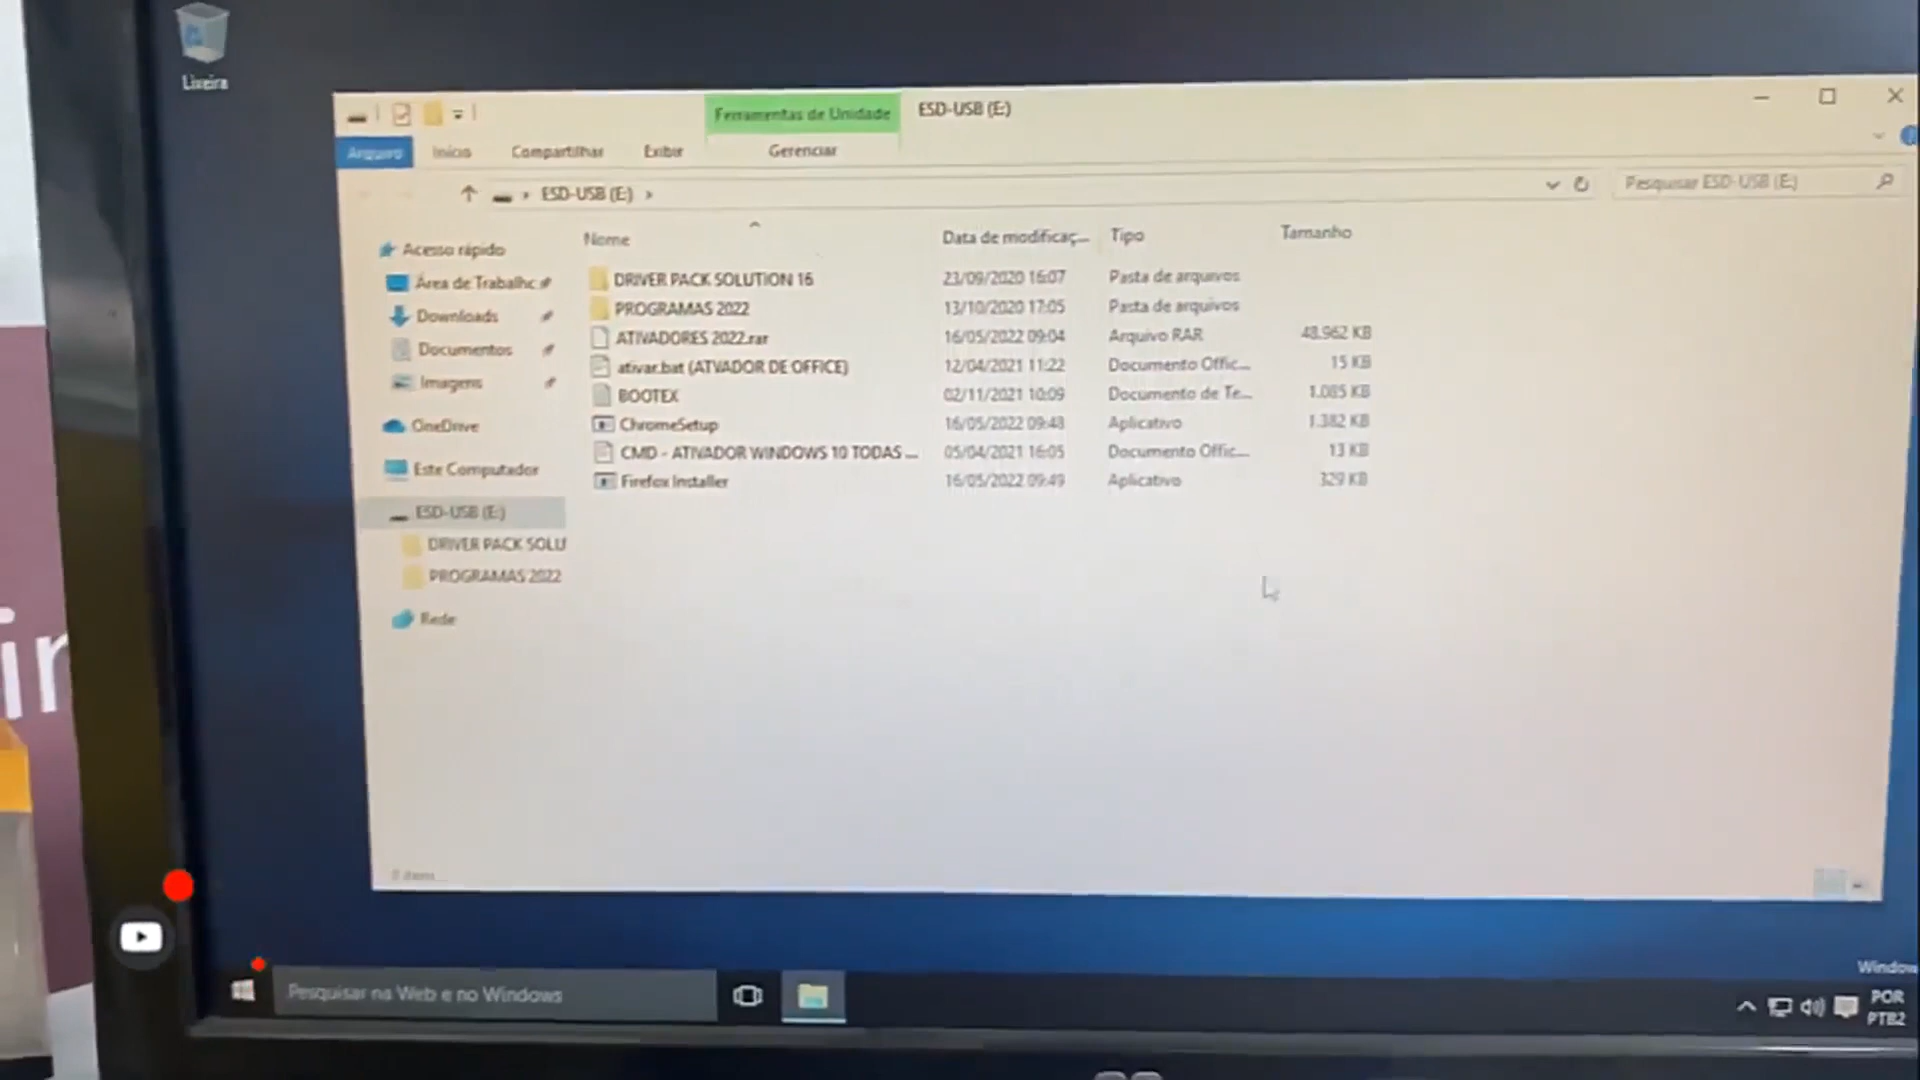 Lixeira
Ferramentas de Unidade
ESD-USB (E:)
Arquivo
Início
Compartilhar
Exibir
Gerenciar
ESD-USB (E:)
Pesquisar ESD-USB (E:)
Nome
Data de modificaç...
Tipo
Tamanho
Acesso rápido
Área de Trabalho
Downloads
Documentos
Imagens
OneDrive
Este Computador
ESD-USB (E:)
DRIVER PACK SOLU
PROGRAMAS 2022
Rede
DRIVER PACK SOLUTION 16 23/09/2020 16:07 Pasta de arquivos
PROGRAMAS 2022 13/10/2020 17:05 Pasta de arquivos
ATIVADORES 2022.rar 16/05/2022 09:04 Arquivo RAR 48.962 KB
ativar.bat (ATVADOR DE OFFICE) 12/04/2021 11:22 Documento Offic... 15 KB
BOOTEX 02/11/2021 10:09 Documento de Te... 1.085 KB
ChromeSetup 16/05/2022 09:48 Aplicativo 1.382 KB
CMD - ATIVADOR WINDOWS 10 TODAS ... 05/04/2021 16:05 Documento Offic... 13 KB
Firefox Installer 16/05/2022 09:49 Aplicativo 329 KB
in
Window
Pesquisar na Web e no Windows
POR
PTB2